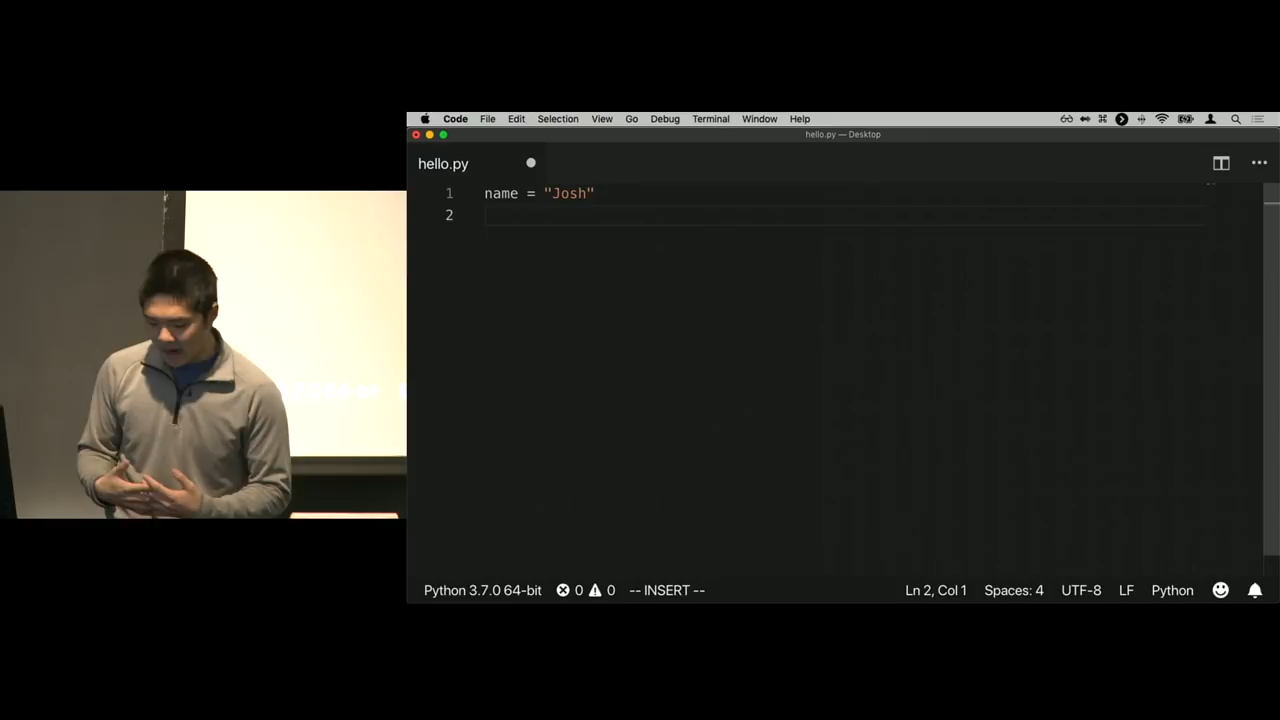 Code File Edit Selection View Go Debug Terminal Window Help
hello.py — Desktop
hello.py
1 name = "Josh"
2
Python 3.7.0 64-bit 0 0 -- INSERT -- Ln 2, Col 1 Spaces: 4 UTF-8 LF Python